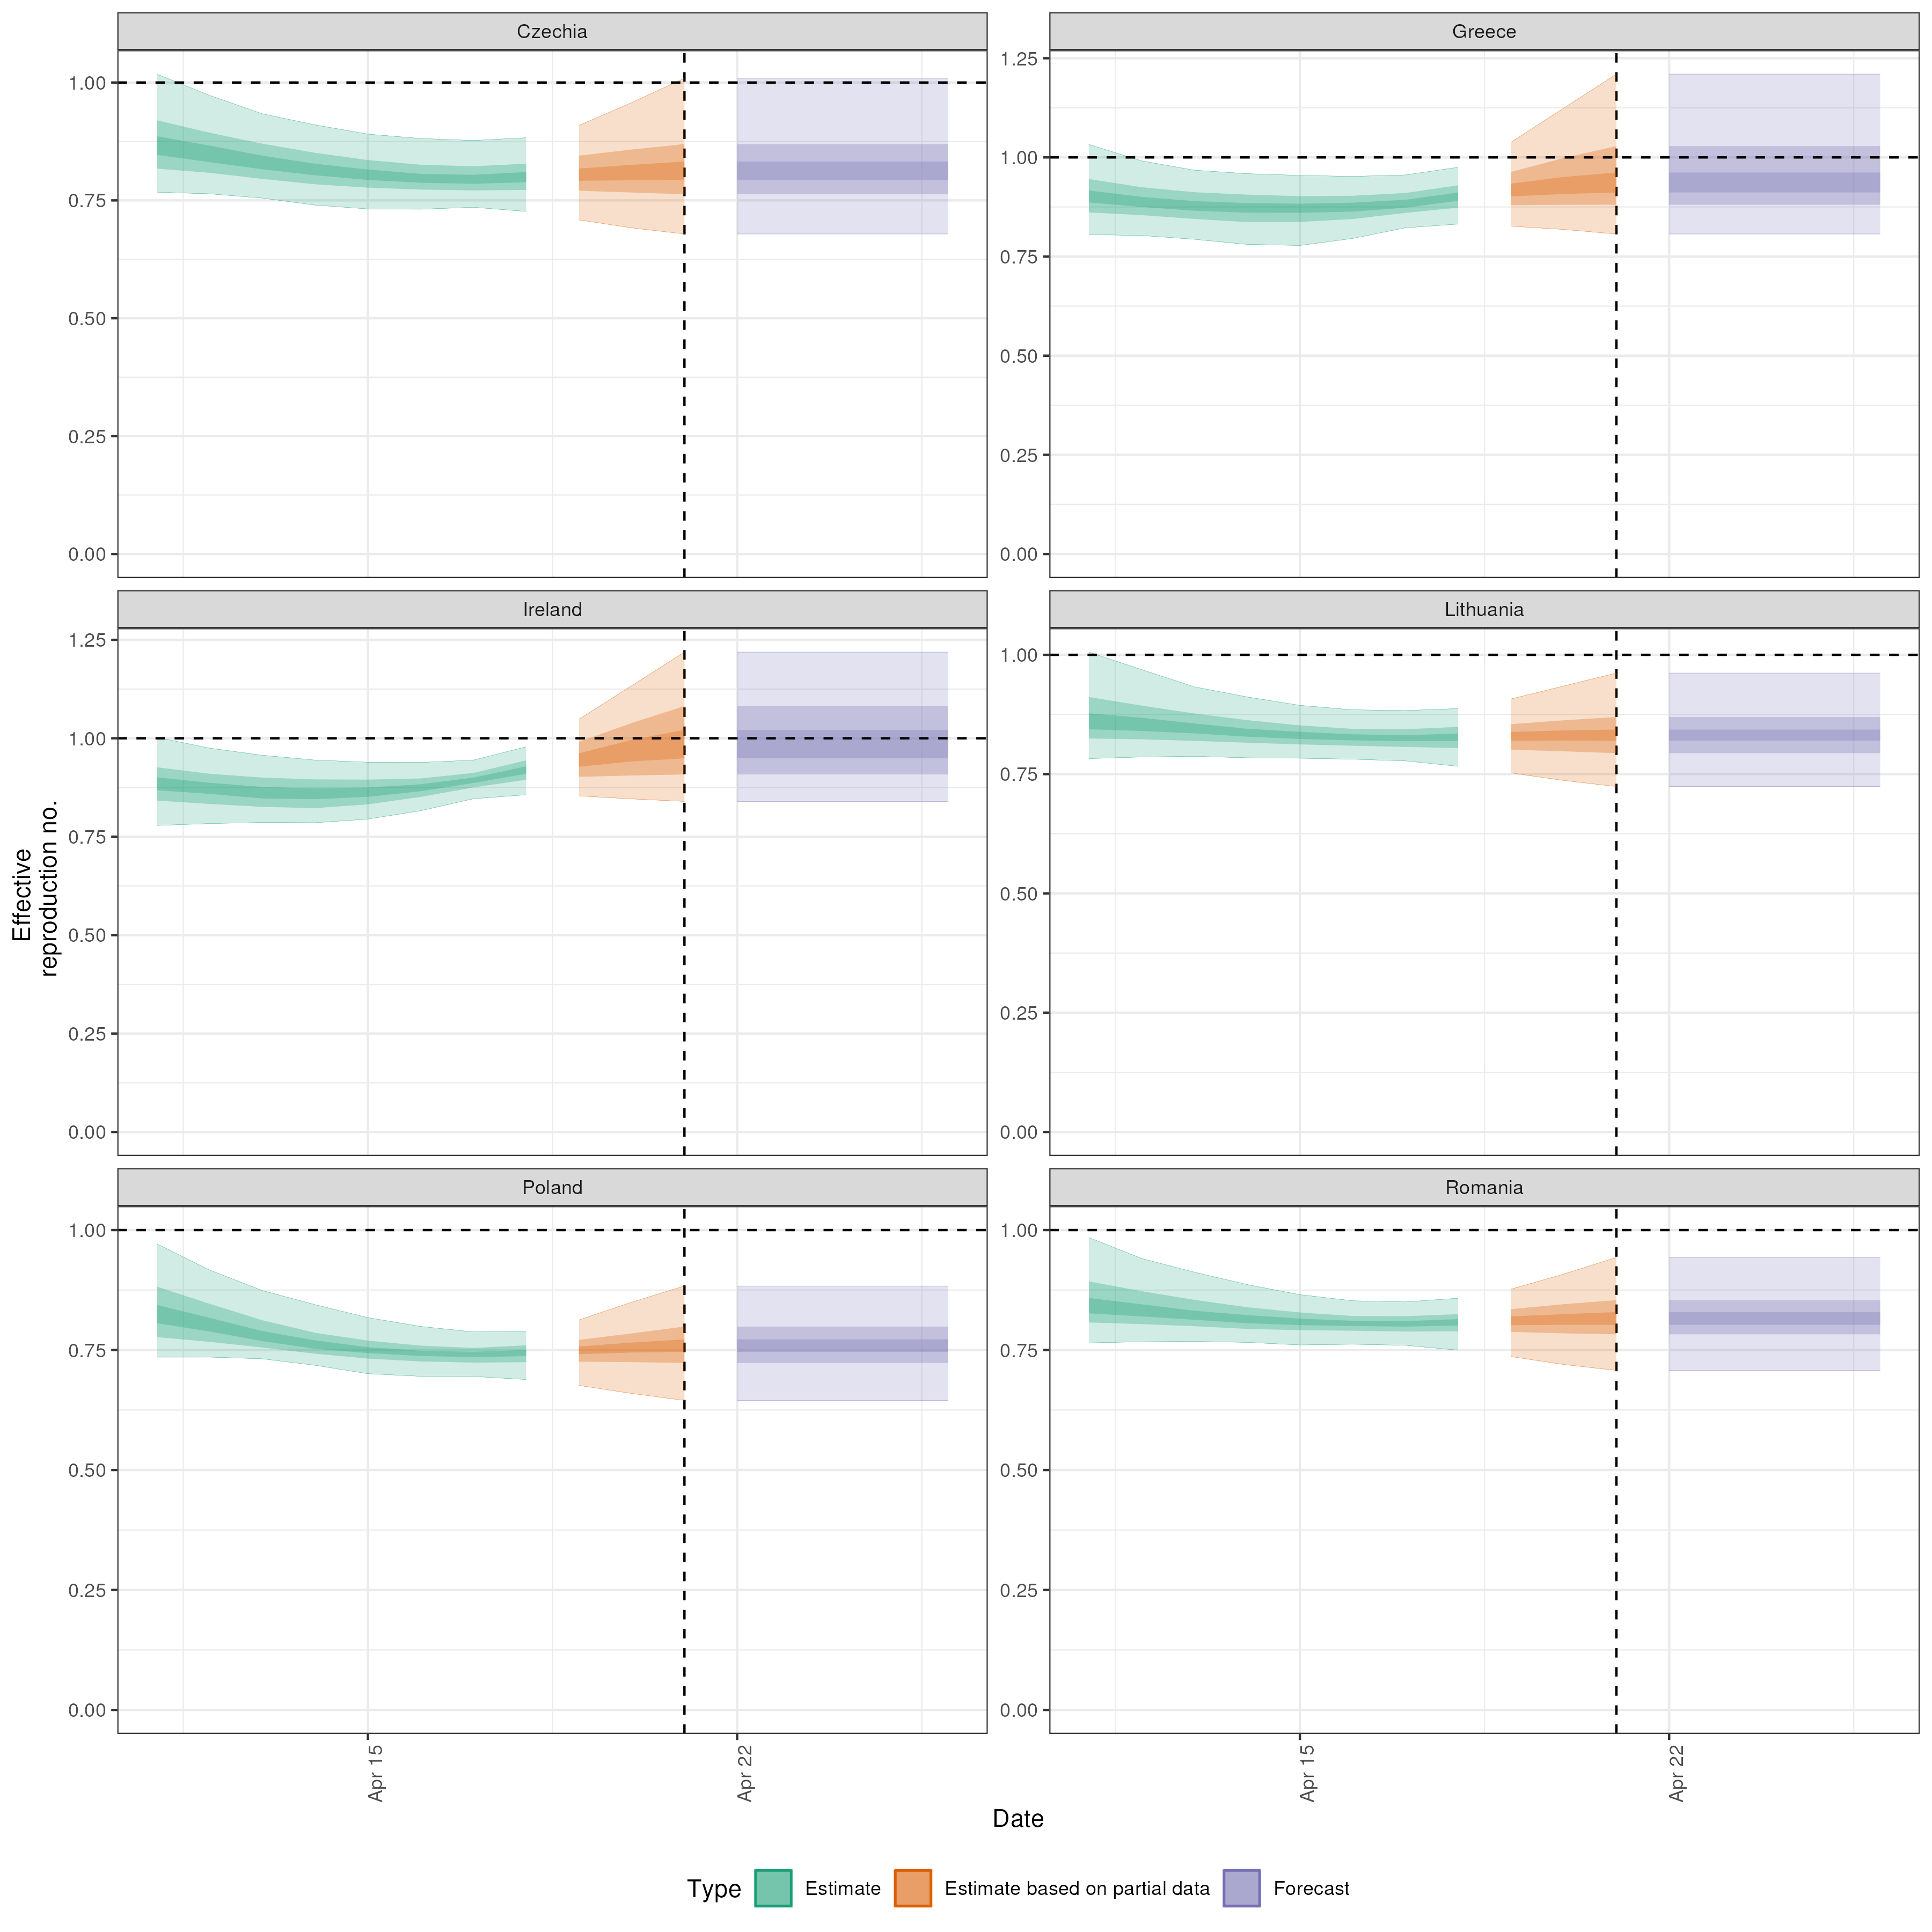 Czechia
Greece
1.00
0.75
0.50
0.25
0.00
1.25
1.00
0.75
0.50
0.25
0.00
Ireland
Lithuania
1.25
1.00
0.75
0.50
0.25
0.00
1.00
0.75
0.50
0.25
0.00
Effective
reproduction no.
Poland
Romania
1.00
0.75
0.50
0.25
0.00
1.00
0.75
0.50
0.25
0.00
Apr 15
Apr 22
Apr 15
Apr 22
Date
Type Estimate Estimate based on partial data Forecast